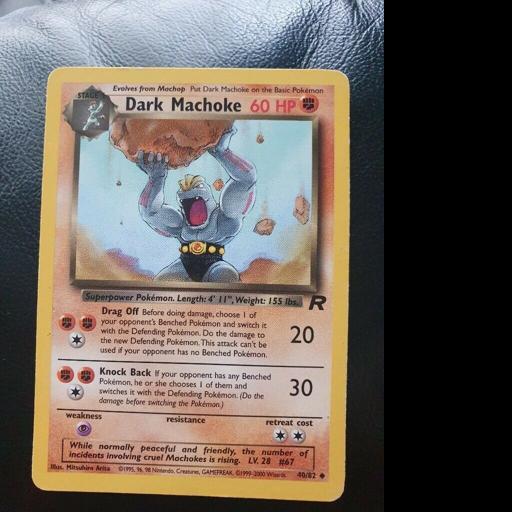 Evolves from Machop Put Dark Machoke on the Basic Pokémon
STAGE
Dark Machoke 60 HP
Superpower Pokémon. Length: 4' 11", Weight: 155 lbs.
R
Drag Off Before doing damage, choose 1 of
your opponent's Benched Pokémon and switch it
with the Defending Pokémon. Do the damage to
the new Defending Pokémon. This attack can't be
used if your opponent has no Benched Pokémon.
20
Knock Back If your opponent has any Benched
Pokémon, he or she chooses 1 of them and
switches it with the Defending Pokémon. (Do the
damage before switching the Pokémon.)
30
weakness resistance retreat cost
While normally peaceful and friendly, the number of
incidents involving cruel Machokes is rising. LV. 28 #67
Illus. Mitsuhiro Arita ©1995, 96, 98 Nintendo, Creatures, GAMEFREAK. ©1999-2000 Wizards. 40/82